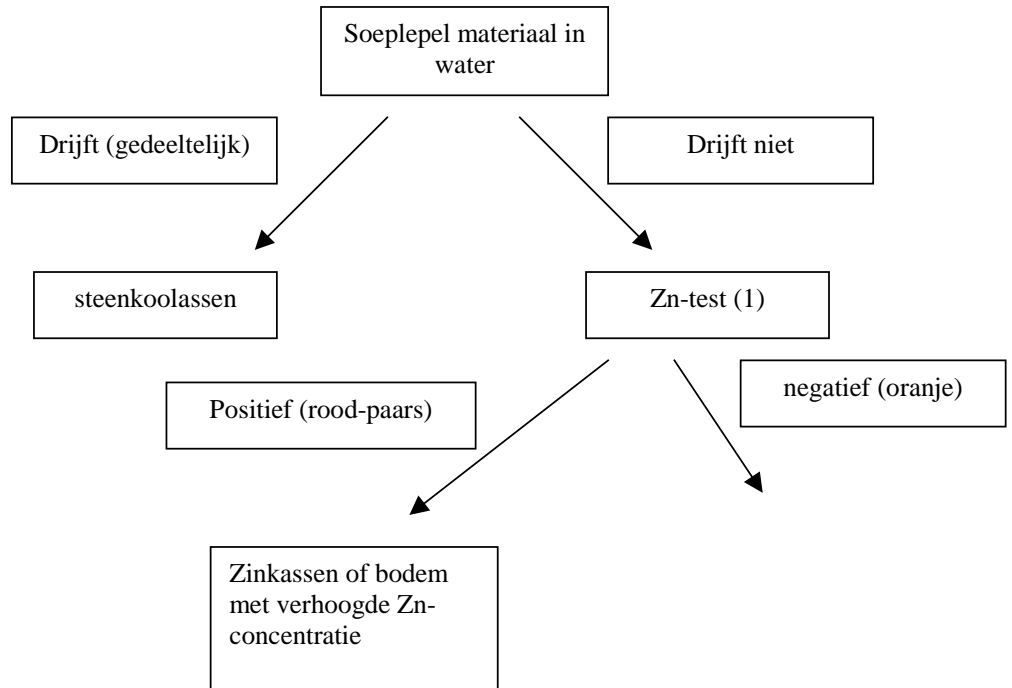 Soeplepel materiaal in
water
Drijft (gedeeltelijk)
Drijft niet
steenkoolassen
Zn-test (1)
Positief (rood-paars)
negatief (oranje)
Zinkassen of bodem
met verhoogde Zn-
concentratie